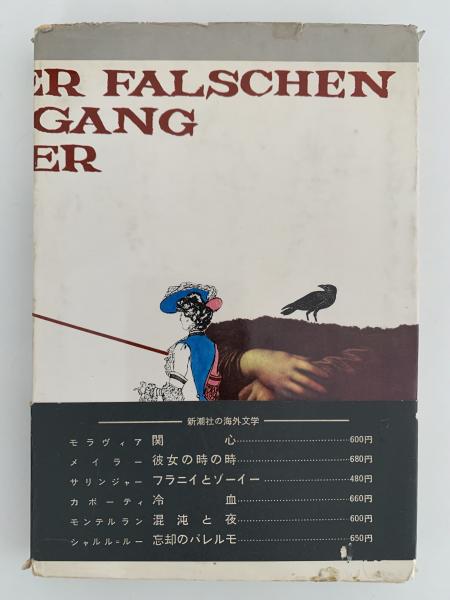 ER FALSCHEN
GANG
ER
新潮社の海外文学
モラヴィア 関心 600円
メイラー 彼女の時の時 680円
サリンジャー フラニイとゾーイー 480円
カポーティ 冷血 660円
モンテルラン 混沌と夜 600円
シャルル=ルー 忘却のパレルモ 650円